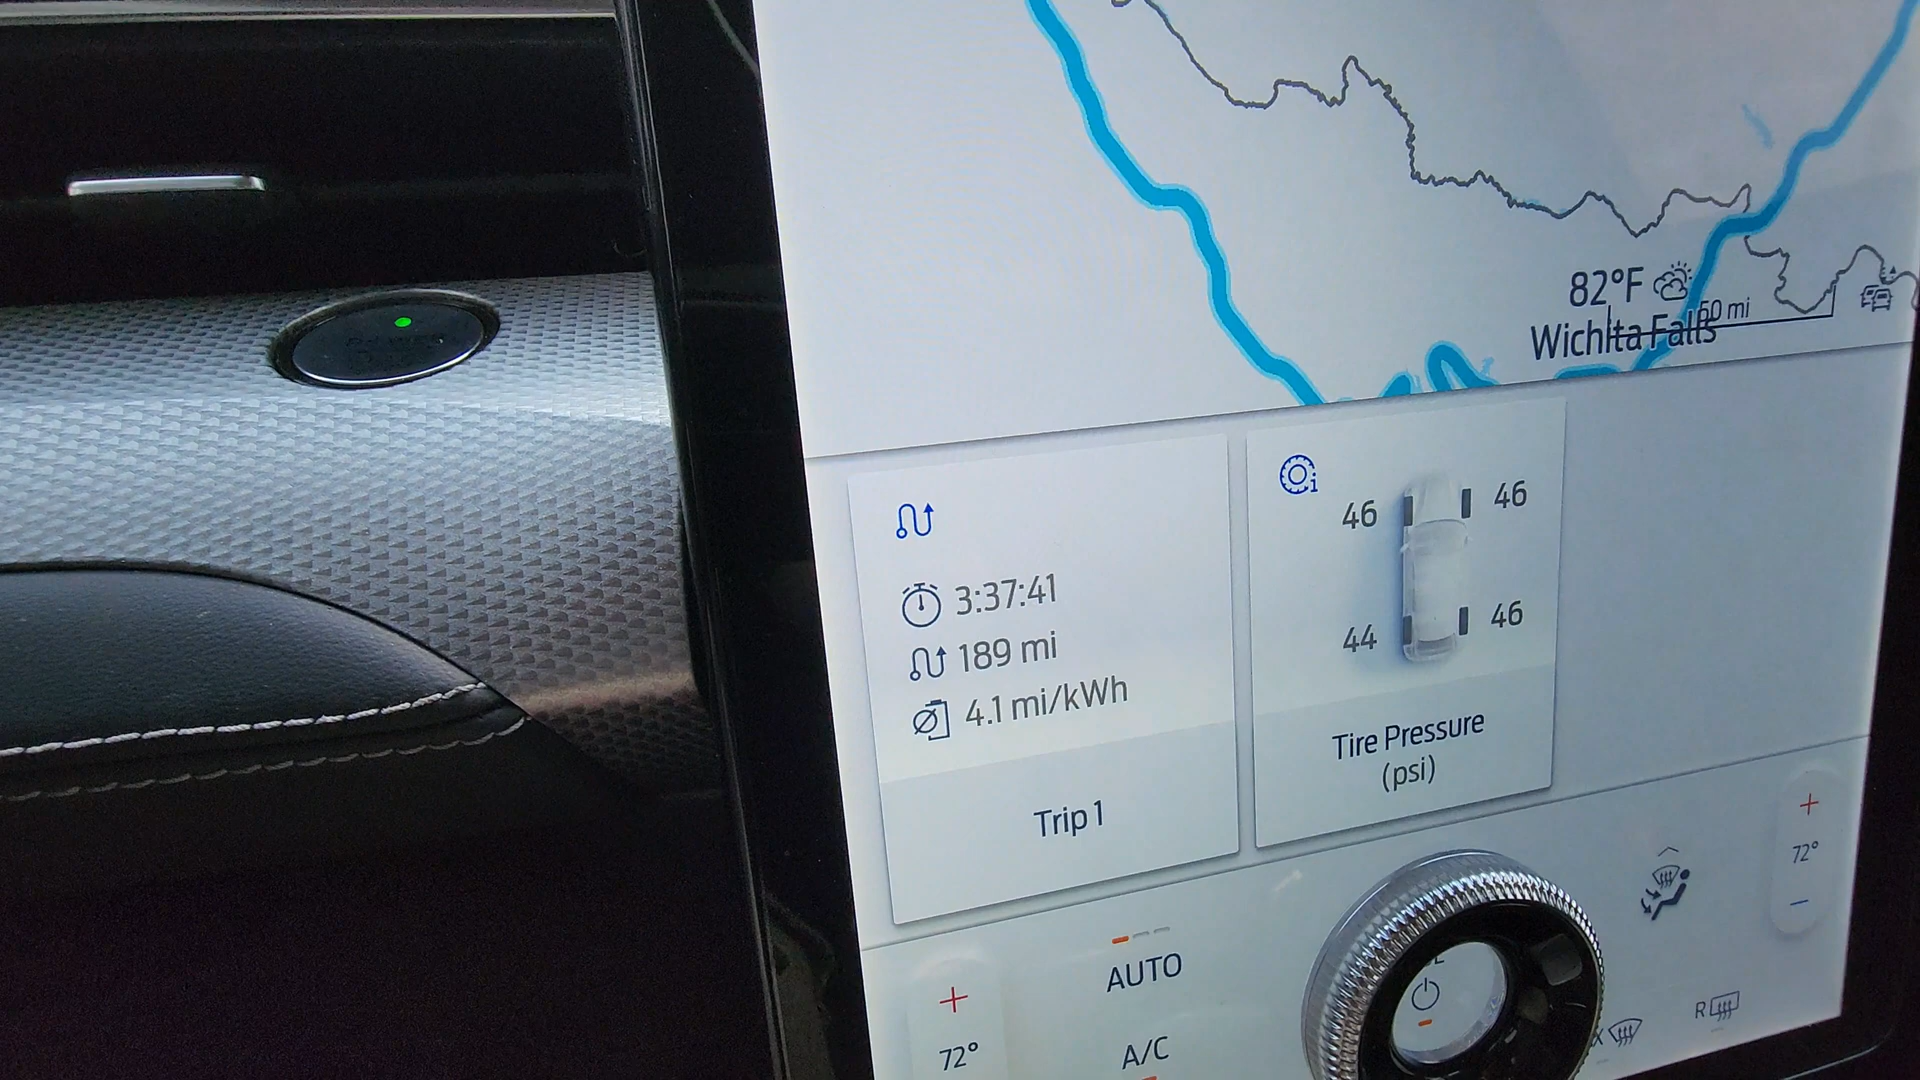 82°F
50 mi
Wichita Falls
3:37:41
189 mi
4.1 mi/kWh
Trip 1
46
46
44
46
Tire Pressure
(psi)
+
72°
−
AUTO
+
72°
A/C
R